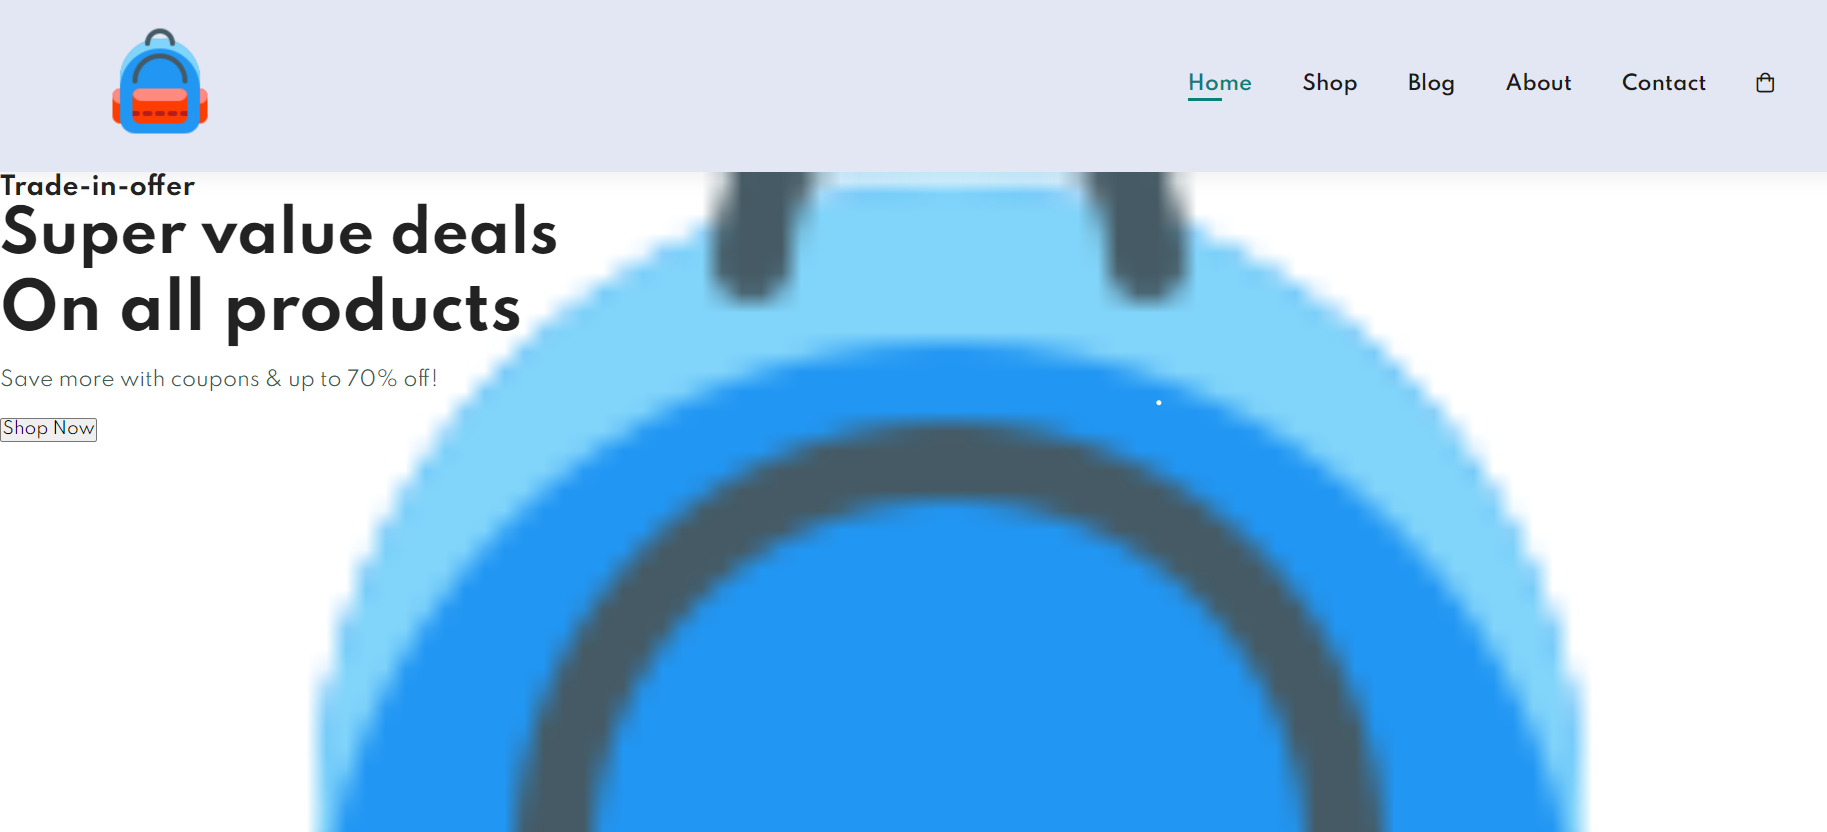 Home Shop Blog About Contact
Trade-in-offer
Super value deals
On all products
Save more with coupons & up to 70% off!
Shop Now